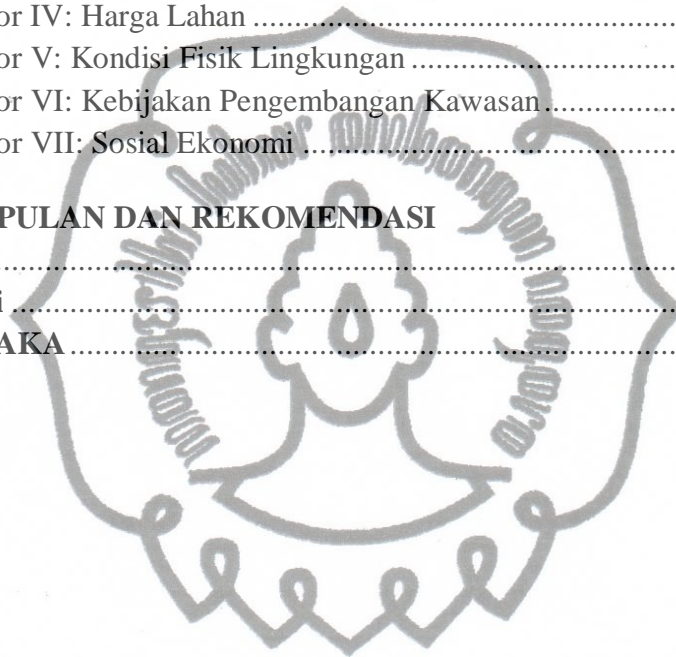 or IV: Harga Lahan ........................................................................
or V: Kondisi Fisik Lingkungan .............................................
or VI: Kebijakan Pengembangan Kawasan ......................
or VII: Sosial Ekonomi .............................................................
PULAN DAN REKOMENDASI
..............................................................................................................
i ...........................................................................................................
AKA ..................................................................................................